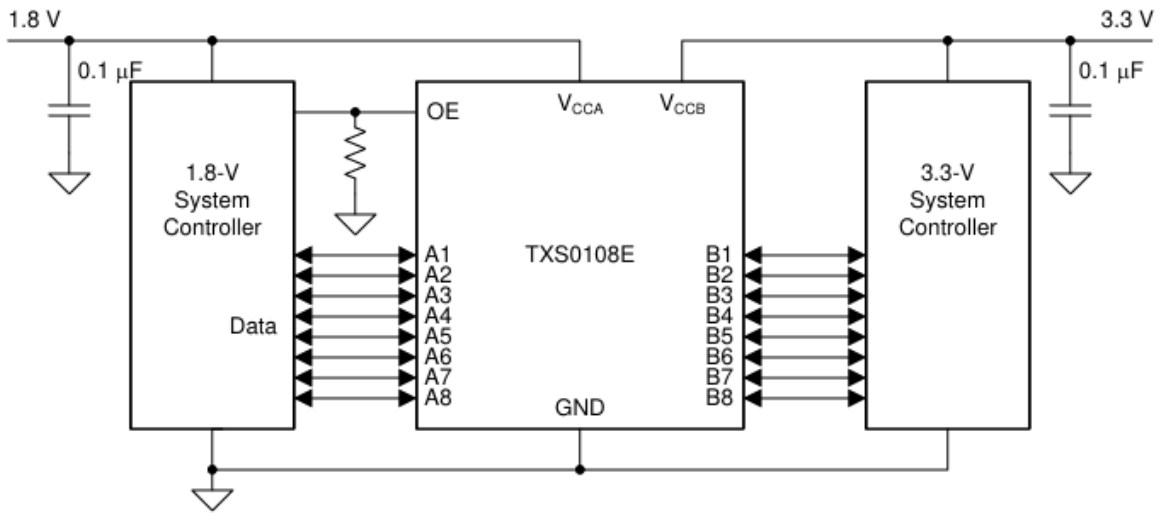 1.8 V
3.3 V
0.1 μF
0.1 μF
OE
VCCA
VCCB
1.8-V
System
Controller
3.3-V
System
Controller
TXS0108E
A1
A2
A3
A4
A5
A6
A7
A8
Data
B1
B2
B3
B4
B5
B6
B7
B8
GND